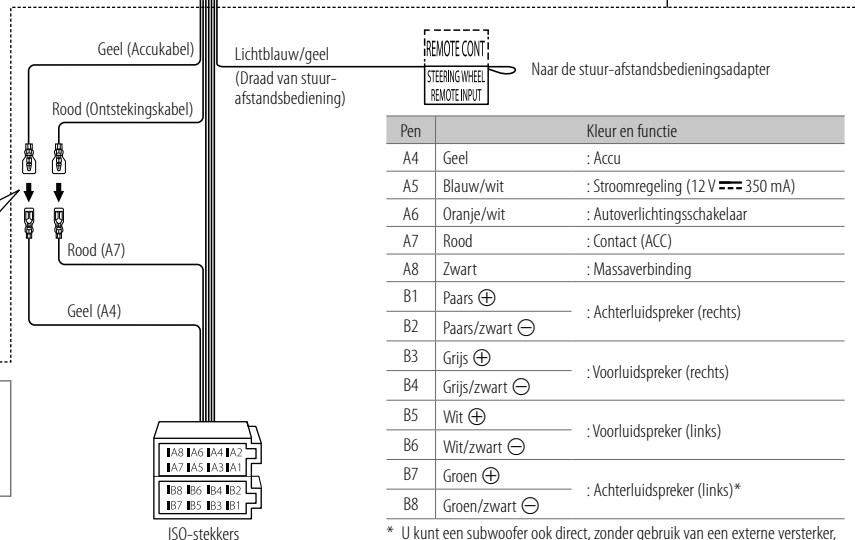 Geel (Accukabel)
Rood (Ontstekingskabel)
Rood (A7)
Geel (A4)
Lichtblauw/geel
(Draad van stuur-
afstandsbediening)
REMOTE CONT
STEERING WHEEL
REMOTE INPUT
Naar de stuur-afstandsbedieningsadapter
Pen Kleur en functie
A4 Geel : Accu
A5 Blauw/wit : Stroomregeling (12 V ⎓ 350 mA)
A6 Oranje/wit : Autoverlichtingsschakelaar
A7 Rood : Contact (ACC)
A8 Zwart : Massaverbinding
B1 Paars ⊕ : Achterluidspreker (rechts)
B2 Paars/zwart ⊖
B3 Grijs ⊕ : Voorluidspreker (rechts)
B4 Grijs/zwart ⊖
B5 Wit ⊕ : Voorluidspreker (links)
B6 Wit/zwart ⊖
B7 Groen ⊕ : Achterluidspreker (links)*
B8 Groen/zwart ⊖
* U kunt een subwoofer ook direct, zonder gebruik van een externe versterker,
A8 A6 A4 A2
A7 A5 A3 A1
B8 B6 B4 B2
B7 B5 B3 B1
ISO-stekkers